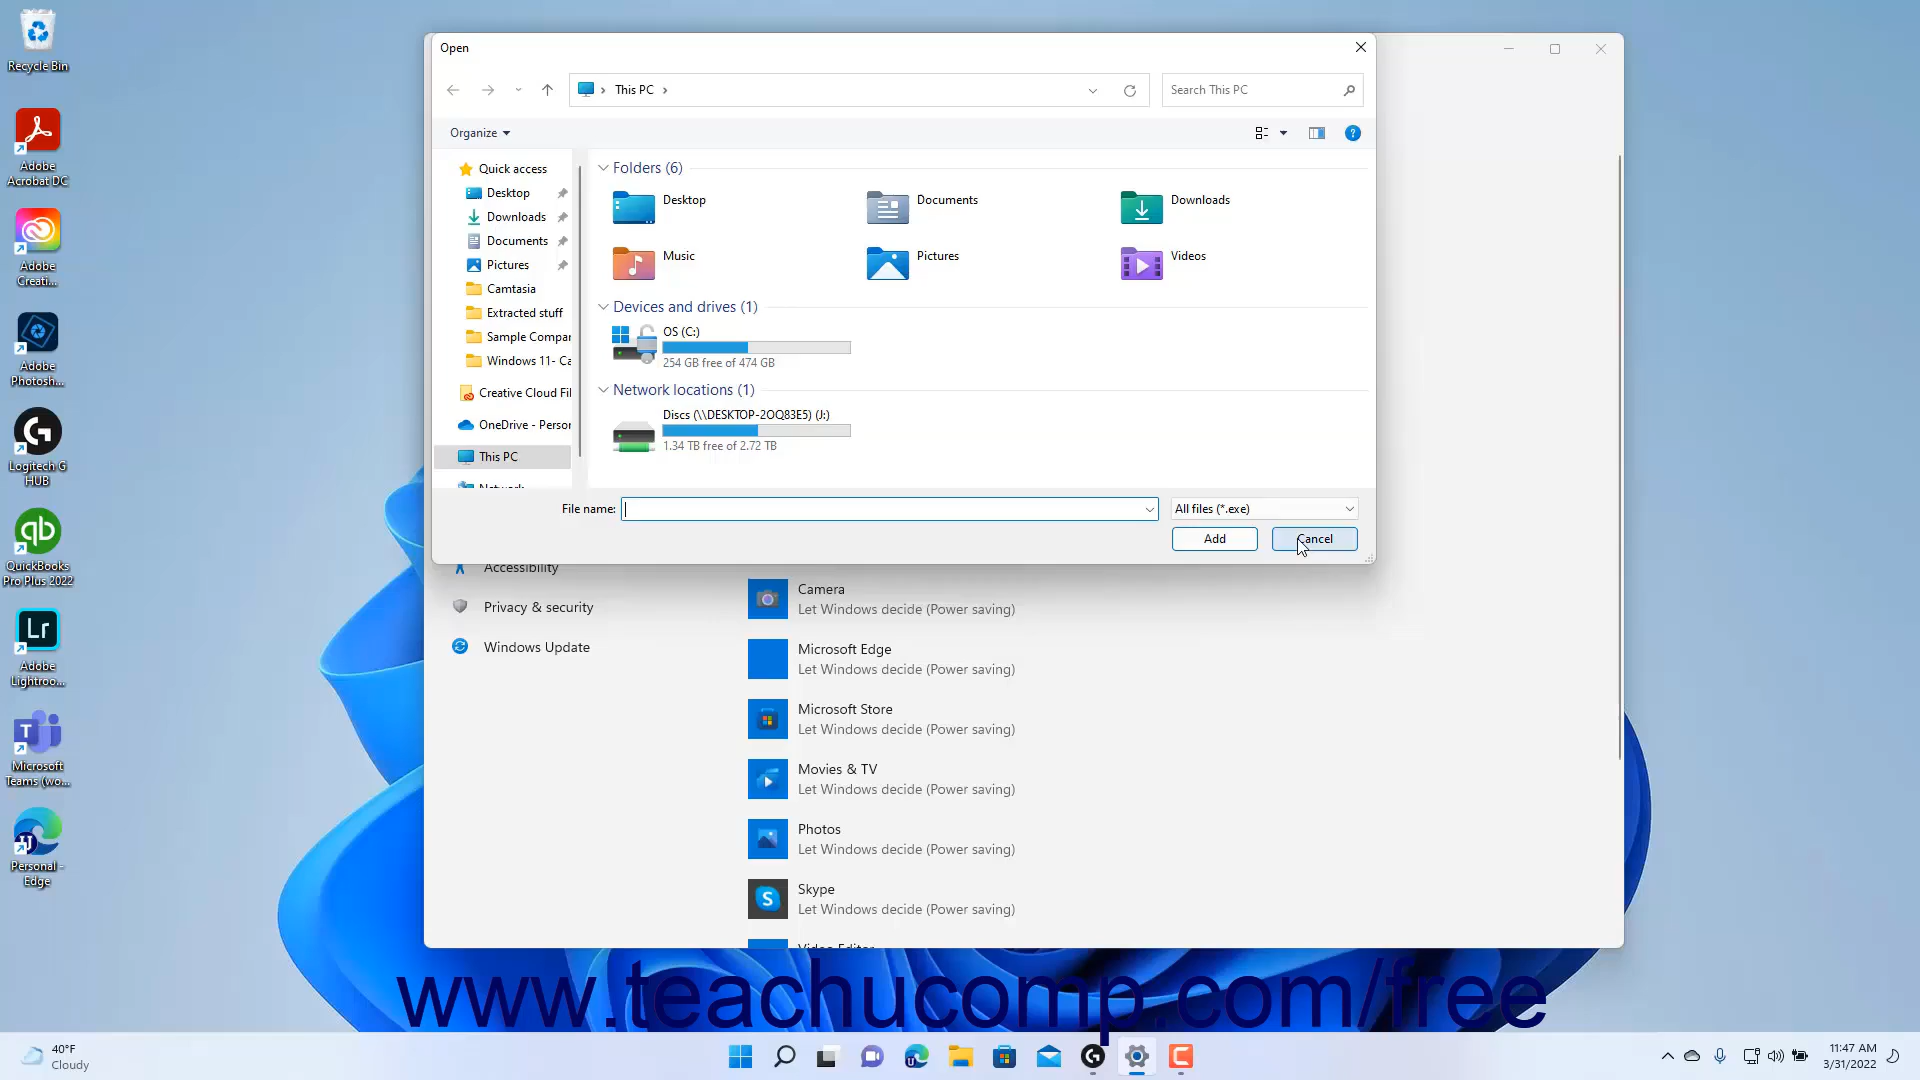 Recycle Bin
Adobe
Acrobat DC
Adobe
Creati...
Adobe
Photosh...
Logitech G
HUB
QuickBooks
Pro Plus 2022
Lr
Adobe
Lightroo...
Microsoft
Teams (wo...
Personal -
Edge
Open
This PC
Search This PC
Organize
Quick access
Desktop
Downloads
Documents
Pictures
Camtasia
Extracted stuff
Sample Compar
Windows 11- Ca
Creative Cloud Fil
OneDrive - Person
This PC
Network
Folders (6)
Desktop
Documents
Downloads
Music
Pictures
Videos
Devices and drives (1)
OS (C:)
254 GB free of 474 GB
Network locations (1)
Discs (\\DESKTOP-2OQ83E5) (J:)
1.34 TB free of 2.72 TB
File name:
All files (*.exe)
Add
Cancel
Accessibility
Privacy & security
Windows Update
Camera
Let Windows decide (Power saving)
Microsoft Edge
Let Windows decide (Power saving)
Microsoft Store
Let Windows decide (Power saving)
Movies & TV
Let Windows decide (Power saving)
Photos
Let Windows decide (Power saving)
Skype
Let Windows decide (Power saving)
Video Editor
www.teachucomp.com/free
40°F
Cloudy
11:47 AM
3/31/2022